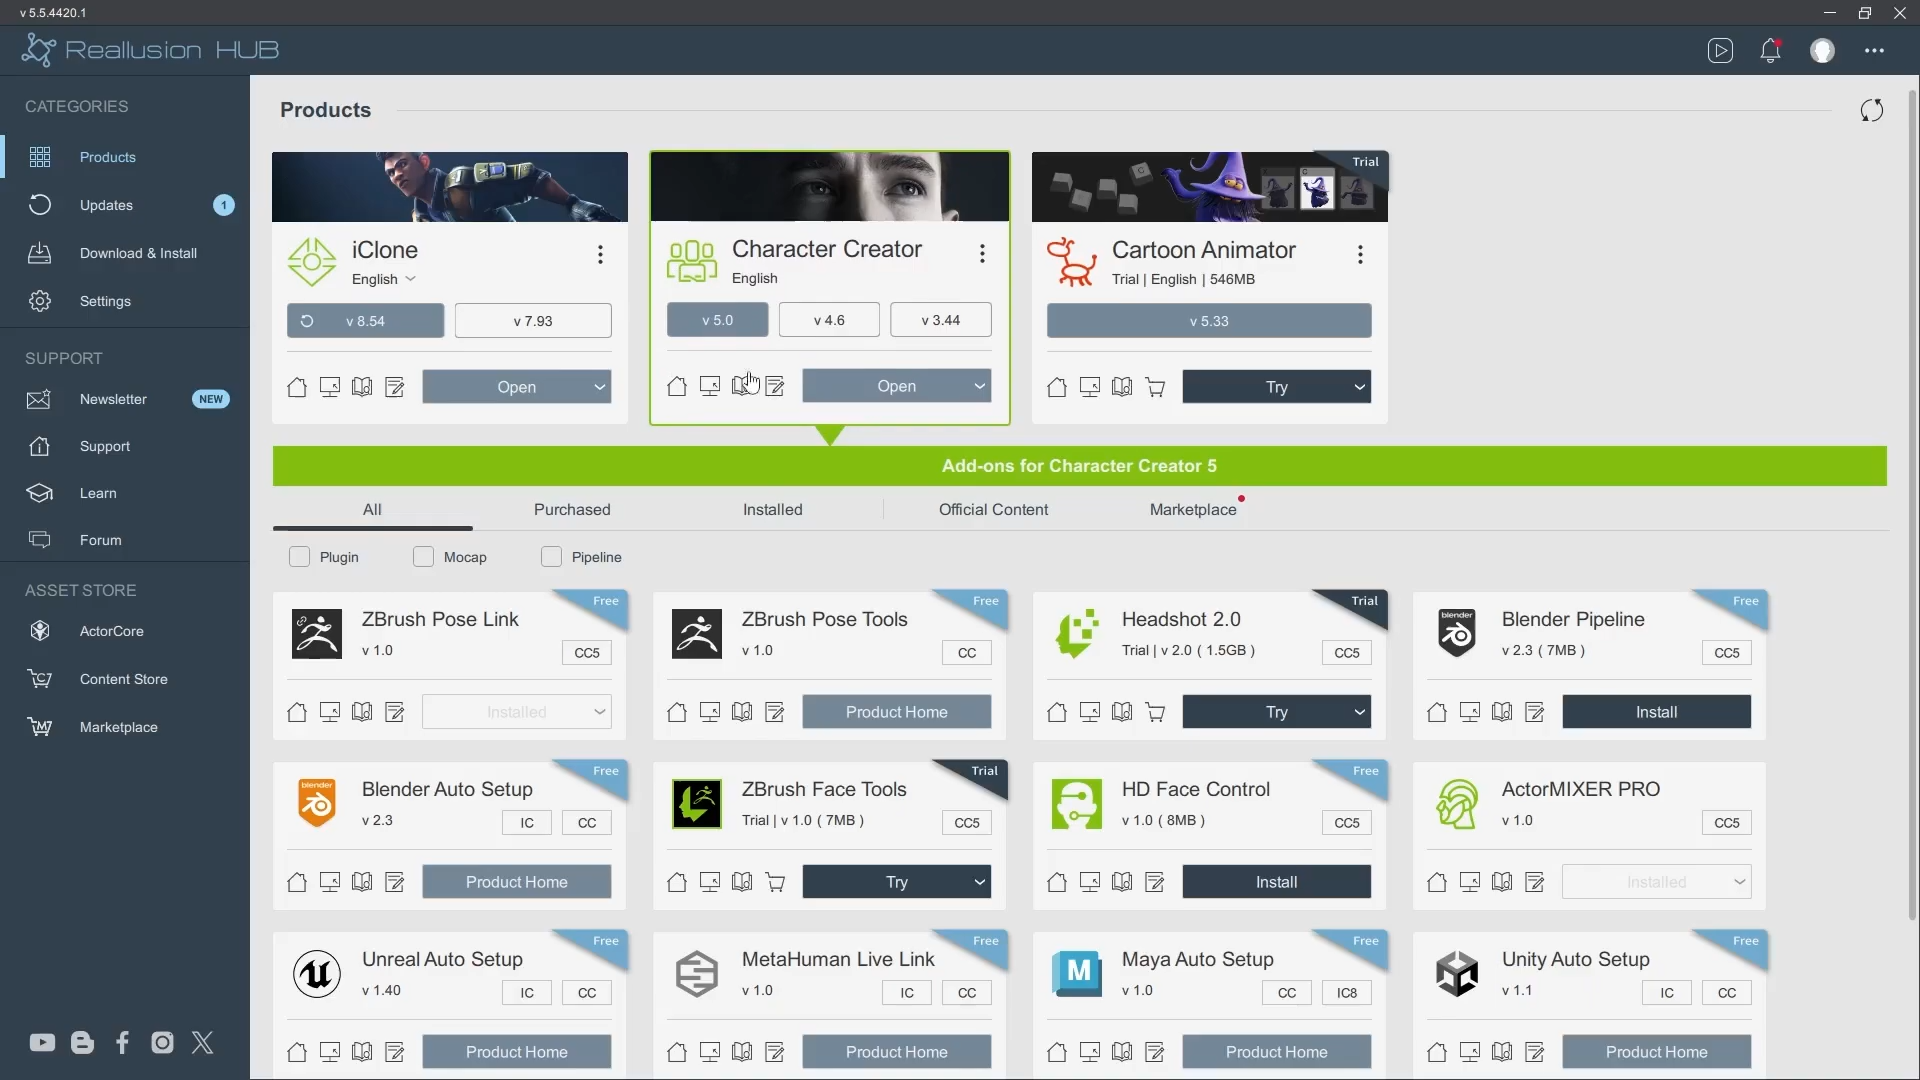 v 5.5.4420.1
Reallusion HUB
CATEGORIES
Products
Updates 1
Download & Install
Settings
SUPPORT
Newsletter NEW
Support
Learn
Forum
ASSET STORE
ActorCore
Content Store
Marketplace
Products
iClone
English
v 8.54 v 7.93
Open
Character Creator
English
v 5.0 v 4.6 v 3.44
Open
Trial
Cartoon Animator
Trial | English | 546MB
v 5.33
Try
Add-ons for Character Creator 5
All Purchased Installed Official Content Marketplace
Plugin Mocap Pipeline
Free
ZBrush Pose Link
v 1.0
CC5
Installed
Free
ZBrush Pose Tools
v 1.0
CC
Product Home
Trial
Headshot 2.0
Trial | v 2.0 ( 1.5GB )
CC5
Try
Free
blender
Blender Pipeline
v 2.3 ( 7MB )
CC5
Install
Free
blender
Blender Auto Setup
v 2.3
IC CC
Product Home
Trial
ZBrush Face Tools
Trial | v 1.0 ( 7MB )
CC5
Try
Free
HD Face Control
v 1.0 ( 8MB )
CC5
Install
ActorMIXER PRO
v 1.0
CC5
Installed
Free
Unreal Auto Setup
v 1.40
IC CC
Product Home
Free
MetaHuman Live Link
v 1.0
IC CC
Product Home
Free
M
Maya Auto Setup
v 1.0
CC IC8
Product Home
Free
Unity Auto Setup
v 1.1
IC CC
Product Home